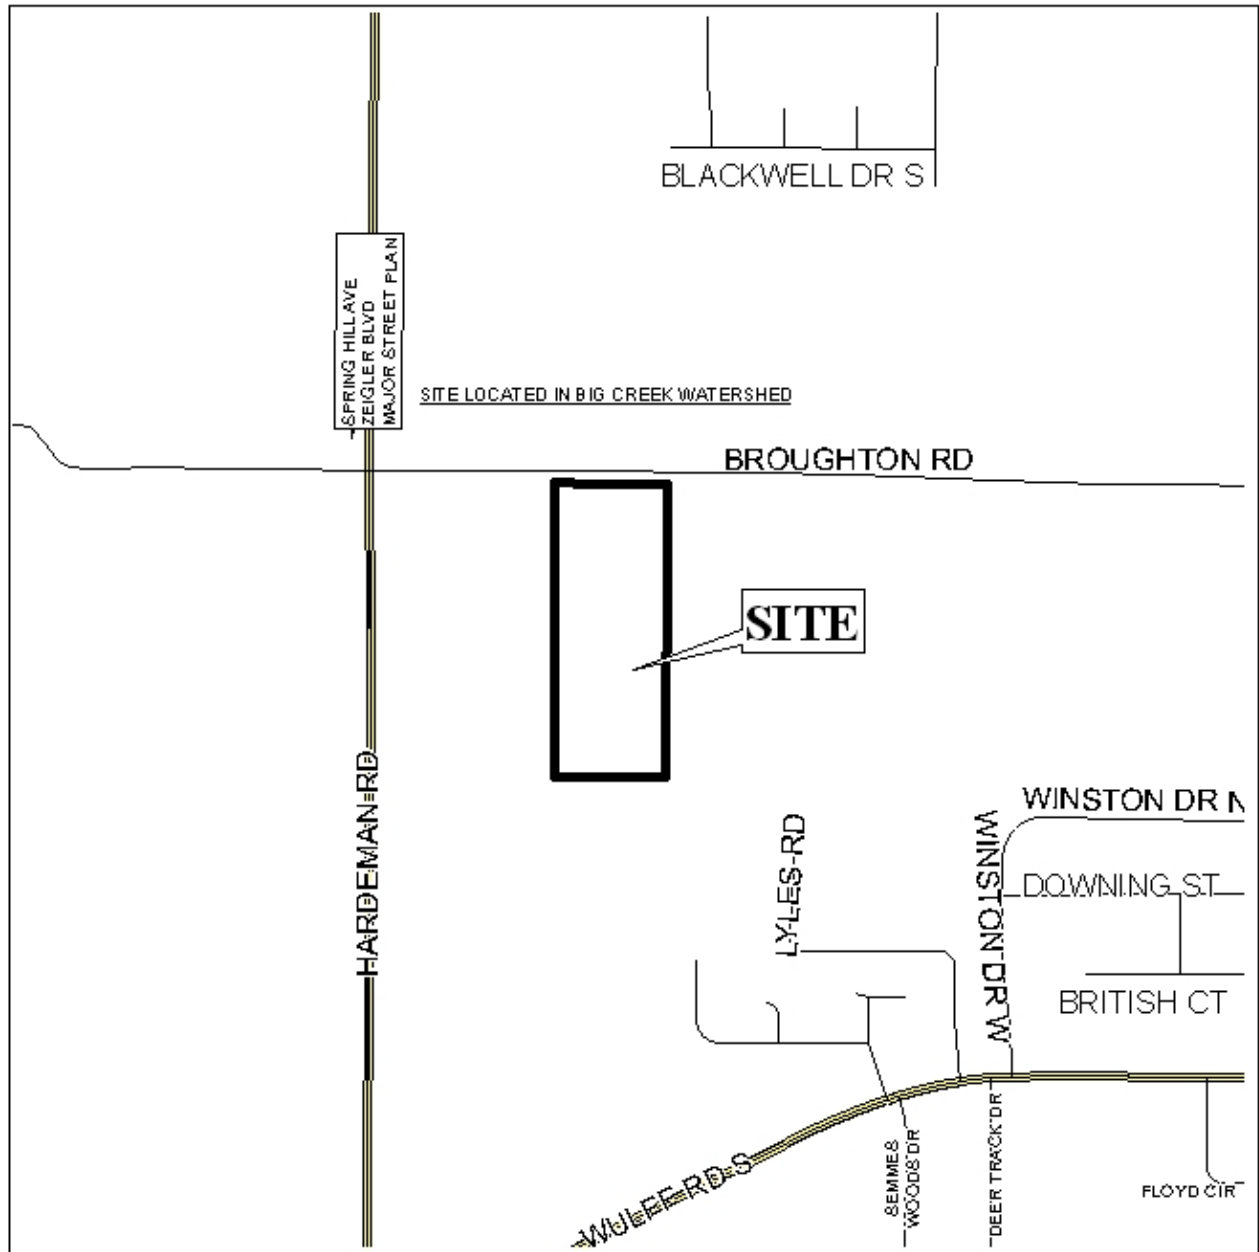 BLACKWELL DR S
SPRING HILL AVE
ZEIGLER BLVD
MAJOR STREET PLAN
SITE LOCATED IN BIG CREEK WATERSHED
BROUGHTON RD
SITE
HARDEMAN RD
WINSTON DR N
LYLES RD
WINSTON DR W
DOWNING ST
BRITISH CT
WULFF RD S
SEMMES
WOODS DR
DEER TRACK DR
FLOYD CIR